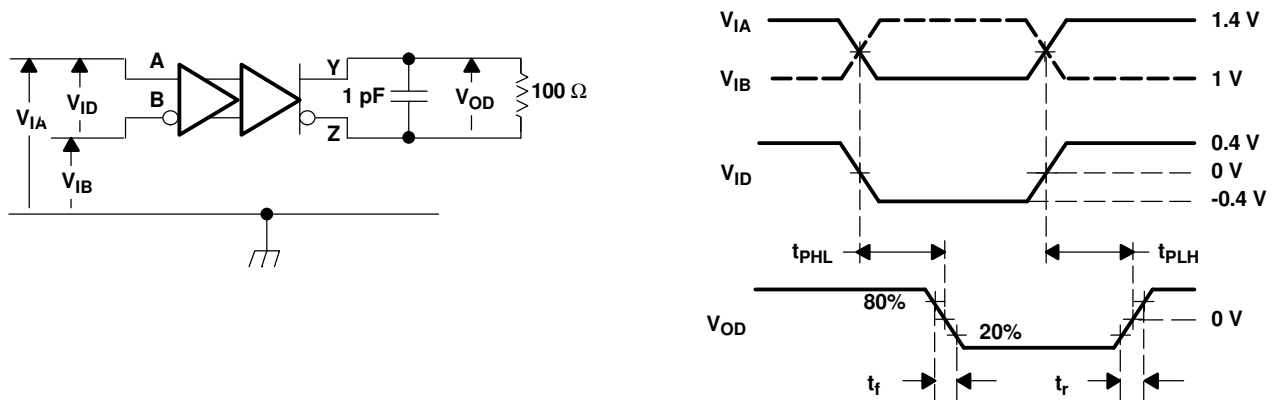 A
B
V_IA
V_ID
V_IB
Y
Z
1 pF
V_OD
100 Ω
V_IA
1.4 V
V_IB
1 V
V_ID
0.4 V
0 V
-0.4 V
t_PHL
t_PLH
V_OD
80%
20%
0 V
t_f
t_r